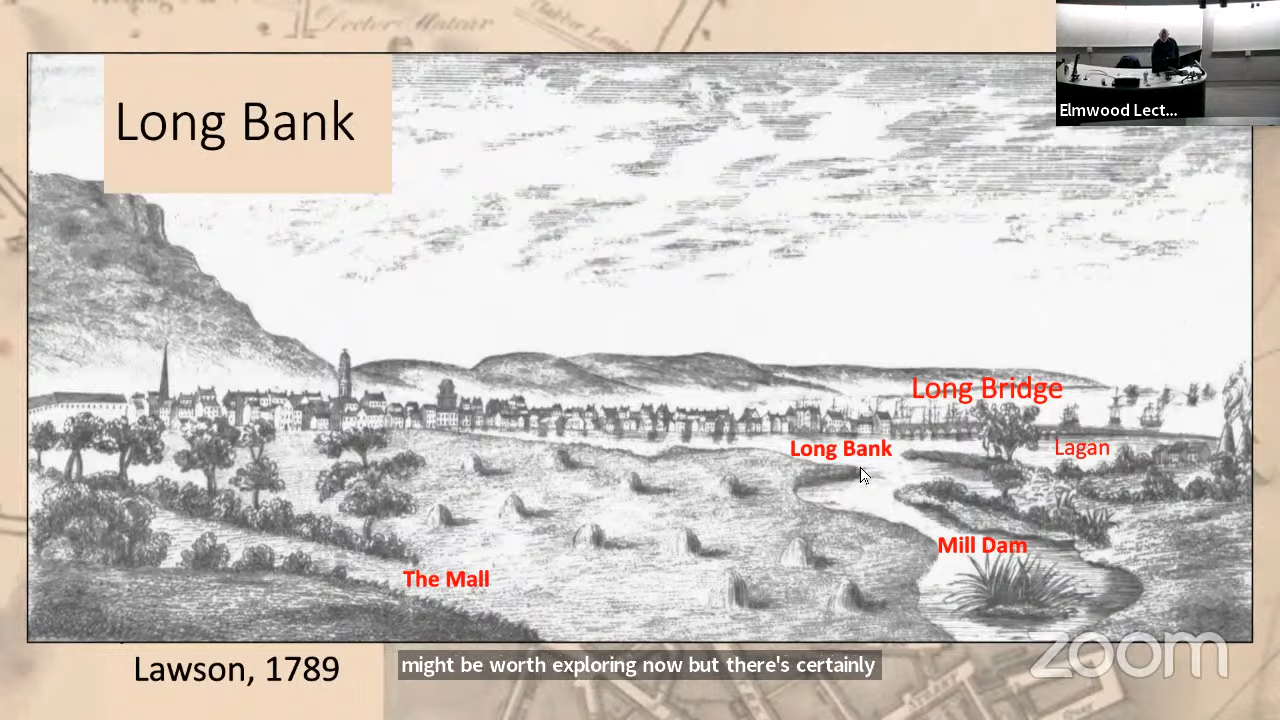 Doctor Matear
Long Bank
Elmwood Lect...
Long Bridge
Long Bank
Lagan
Mill Dam
The Mall
Lawson, 1789
might be worth exploring now but there's certainly
zoom